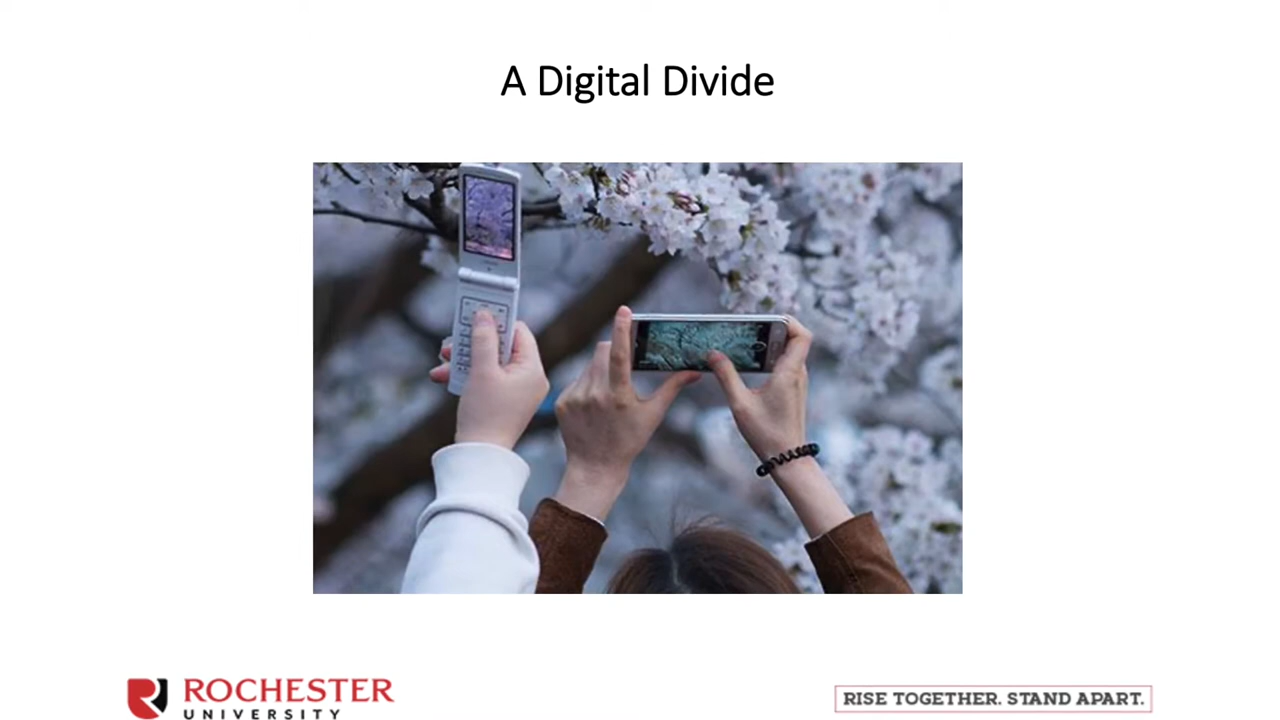 A Digital Divide
ROCHESTER
UNIVERSITY
RISE TOGETHER. STAND APART.